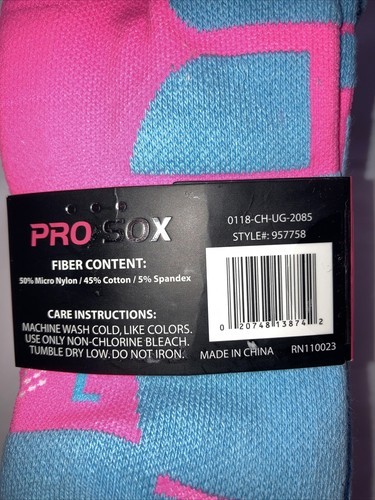 PRO SOX
0118-CH-UG-2085
STYLE#: 957758
FIBER CONTENT:
50% Micro Nylon / 45% Cotton / 5% Spandex
CARE INSTRUCTIONS:
MACHINE WASH COLD, LIKE COLORS.
USE ONLY NON-CHLORINE BLEACH.
TUMBLE DRY LOW. DO NOT IRON.
0 20748 13874 2
MADE IN CHINA RN110023
L